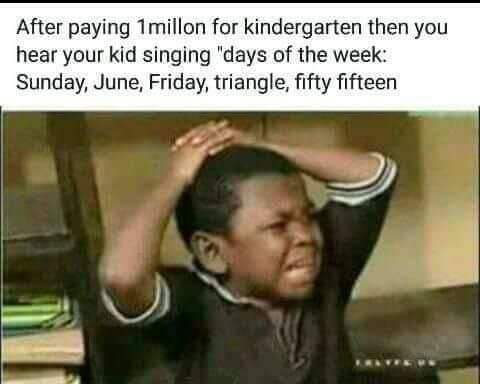 After paying 1millon for kindergarten then you
hear your kid singing "days of the week:
Sunday, June, Friday, triangle, fifty fifteen